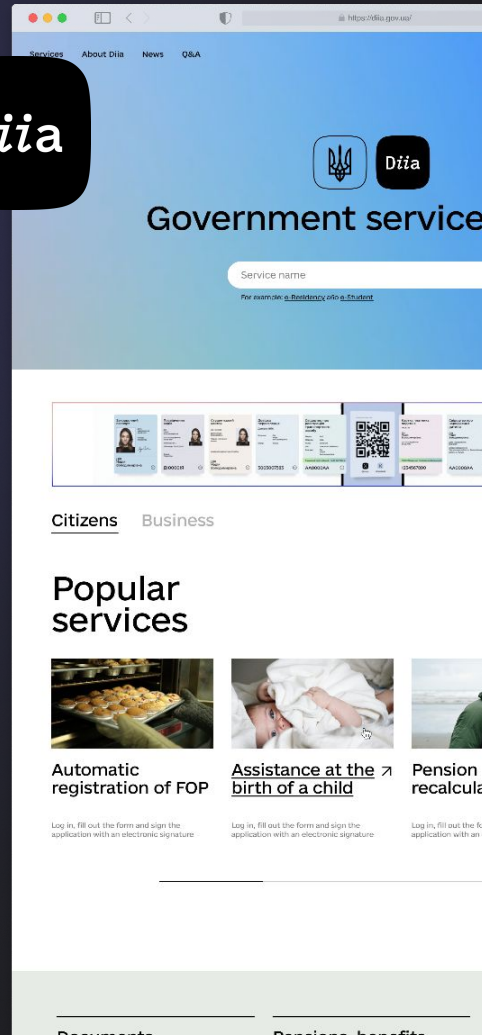 https://diia.gov.ua/
Services About Diia News Q&A
iia
Diia
Government service
Service name
For example: e-Residency або e-Student
Citizens Business
Popular
services
Automatic
registration of FOP
Log in, fill out the form and sign the
application with an electronic signature
Assistance at the
birth of a child
Log in, fill out the form and sign the
application with an electronic signature
Pension
recalcula
Log in, fill out the fo
application with an